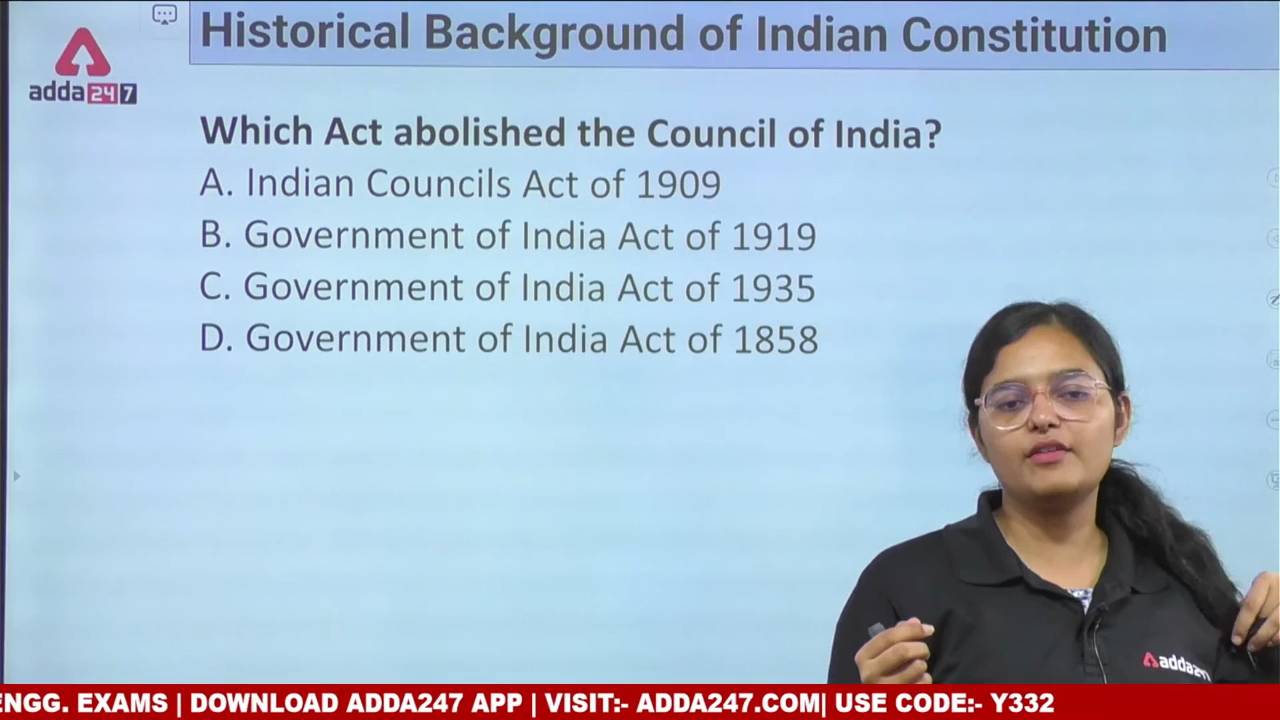 Historical Background of Indian Constitution
adda247
Which Act abolished the Council of India?
A. Indian Councils Act of 1909
B. Government of India Act of 1919
C. Government of India Act of 1935
D. Government of India Act of 1858
adda247
ENGG. EXAMS | DOWNLOAD ADDA247 APP | VISIT:- ADDA247.COM| USE CODE:- Y332